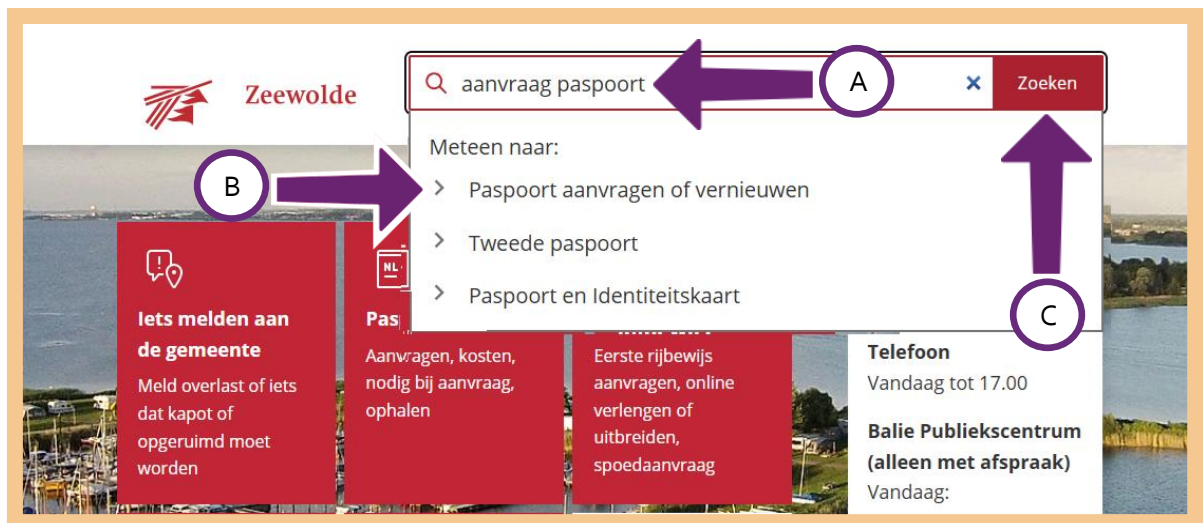 Zeewolde
aanvraag paspoort
A
Zoeken
Meteen naar:
B
Paspoort aanvragen of vernieuwen
Tweede paspoort
Paspoort en Identiteitskaart
C
NL
Iets melden aan
de gemeente
Meld overlast of iets
dat kapot of
opgeruimd moet
worden
Pas
Aanvragen, kosten,
nodig bij aanvraag,
ophalen
Eerste rijbewijs
aanvragen, online
verlengen of
uitbreiden,
spoedaanvraag
Telefoon
Vandaag tot 17.00
Balie Publiekscentrum
(alleen met afspraak)
Vandaag: